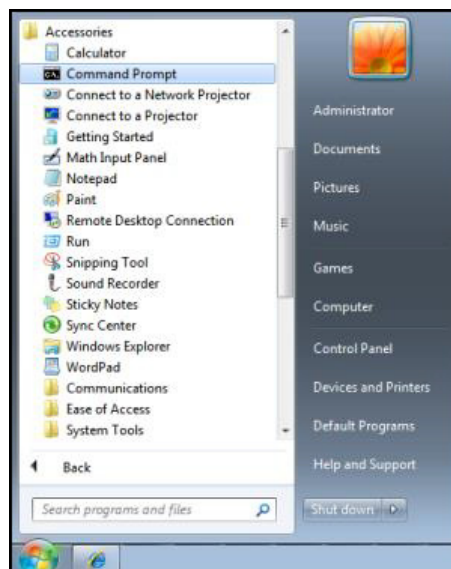 Accessories
Calculator
Command Prompt
Connect to a Network Projector
Connect to a Projector
Getting Started
Math Input Panel
Notepad
Paint
Remote Desktop Connection
Run
Snipping Tool
Sound Recorder
Sticky Notes
Sync Center
Windows Explorer
WordPad
Communications
Ease of Access
System Tools
Back
Search programs and files
Administrator
Documents
Pictures
Music
Games
Computer
Control Panel
Devices and Printers
Default Programs
Help and Support
Shut down